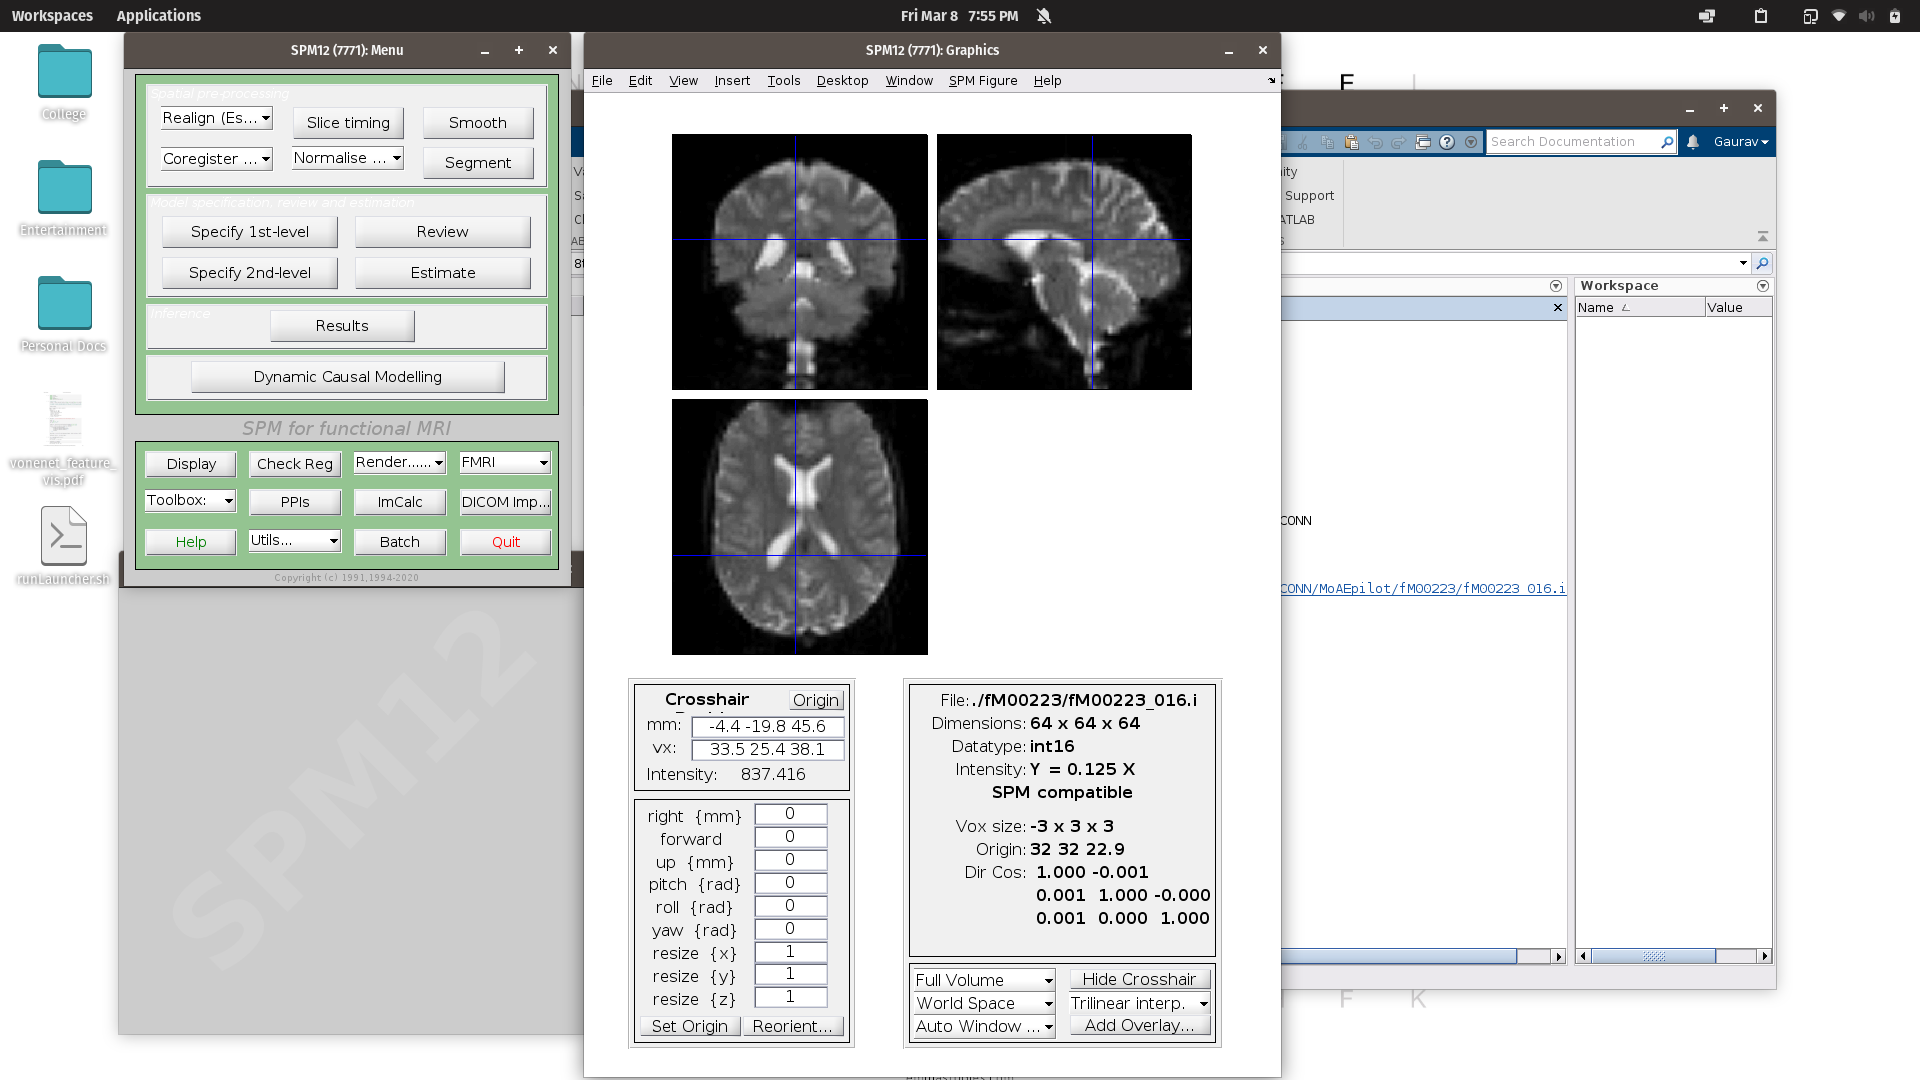 Workspaces Applications Fri Mar 8 7:55 PM
College
Entertainment
Personal Docs
vonenet_feature_
vis.pdf
runLauncher.sh
SPM12 (7771): Menu
Spatial pre-processing
Realign (Es... Slice timing Smooth
Coregister ... Normalise ... Segment
Model specification, review and estimation
Specify 1st-level Review
Specify 2nd-level Estimate
Inference
Results
Dynamic Causal Modelling
SPM for functional MRI
Display Check Reg Render...... FMRI
Toolbox: PPIs ImCalc DICOM Imp...
Help Utils... Batch Quit
Copyright (c) 1991,1994-2020
SPM12
SPM12 (7771): Graphics
File Edit View Insert Tools Desktop Window SPM Figure Help
Crosshair Origin
mm: -4.4 -19.8 45.6
vx: 33.5 25.4 38.1
Intensity: 837.416
right {mm} 0
forward 0
up {mm} 0
pitch {rad} 0
roll {rad} 0
yaw {rad} 0
resize {x} 1
resize {y} 1
resize {z} 1
Set Origin Reorient...
File: ./fM00223/fM00223_016.i
Dimensions: 64 x 64 x 64
Datatype: int16
Intensity: Y = 0.125 X
SPM compatible
Vox size: -3 x 3 x 3
Origin: 32 32 22.9
Dir Cos: 1.000 -0.001
0.001 1.000 -0.000
0.001 0.000 1.000
Full Volume Hide Crosshair
World Space Trilinear interp.
Auto Window ... Add Overlay...
Search Documentation Gaurav
Support
ATLAB
Workspace
Name Value
CONN
CONN/MoAEpilot/fM00223/fM00223_016.i
F K